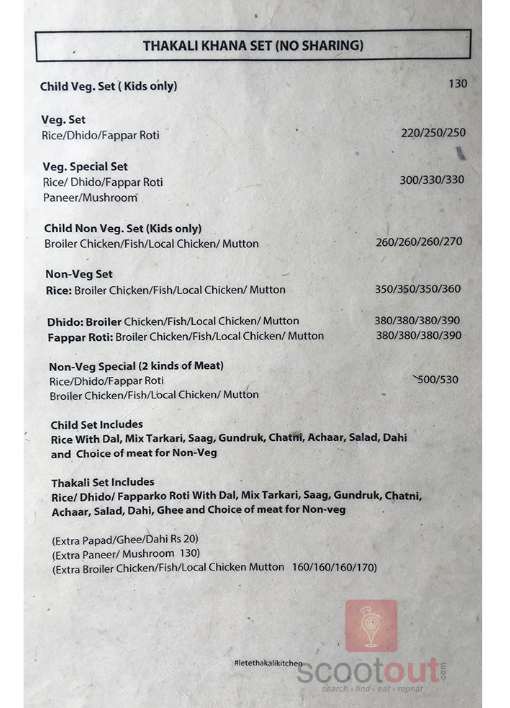 THAKALI KHANA SET (NO SHARING)
Child Veg. Set ( Kids only) 130
Veg. Set
Rice/Dhido/Fappar Roti 220/250/250
Veg. Special Set
Rice/ Dhido/Fappar Roti 300/330/330
Paneer/Mushroom
Child Non Veg. Set (Kids only)
Broiler Chicken/Fish/Local Chicken/ Mutton 260/260/260/270
Non-Veg Set
Rice: Broiler Chicken/Fish/Local Chicken/ Mutton 350/350/350/360
Dhido: Broiler Chicken/Fish/Local Chicken/ Mutton 380/380/380/390
Fappar Roti: Broiler Chicken/Fish/Local Chicken/ Mutton 380/380/380/390
Non-Veg Special (2 kinds of Meat)
Rice/Dhido/Fappar Roti 500/530
Broiler Chicken/Fish/Local Chicken/ Mutton
Child Set Includes
Rice With Dal, Mix Tarkari, Saag, Gundruk, Chatni, Achaar, Salad, Dahi
and Choice of meat for Non-Veg
Thakali Set Includes
Rice/ Dhido/ Fapparko Roti With Dal, Mix Tarkari, Saag, Gundruk, Chatni,
Achaar, Salad, Dahi, Ghee and Choice of meat for Non-veg
(Extra Papad/Ghee/Dahi Rs 20)
(Extra Paneer/ Mushroom 130)
(Extra Broiler Chicken/Fish/Local Chicken Mutton 160/160/160/170)
#letethakalikitchen
scootout.com
search • find • eat • repeat